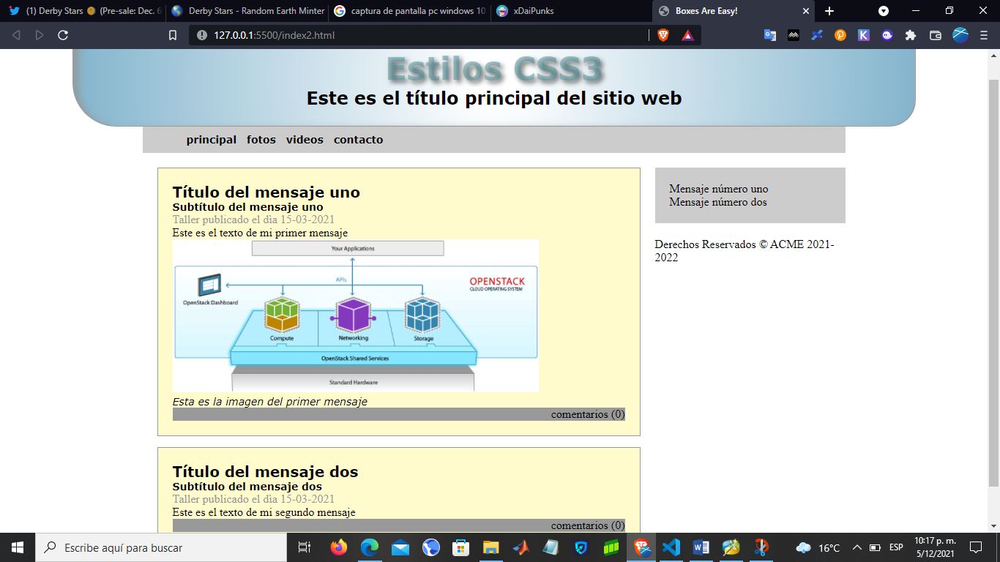 (1) Derby Stars (Pre-sale: Dec. 6
Derby Stars - Random Earth Minter
captura de pantalla pc windows 10
xDaiPunks
Boxes Are Easy!
127.0.0.1:5500/index2.html
Estilos CSS3
Este es el título principal del sitio web
principal fotos videos contacto
Título del mensaje uno
Subtítulo del mensaje uno
Taller publicado el dìa 15-03-2021
Este es el texto de mi primer mensaje
Your Applications
APIs
OPENSTACK
CLOUD OPERATING SYSTEM
OpenStack Dashboard
Compute
Networking
Storage
OpenStack Shared Services
Standard Hardware
Esta es la imagen del primer mensaje
comentarios (0)
Título del mensaje dos
Subtítulo del mensaje dos
Taller publicado el dìa 15-03-2021
Este es el texto de mi segundo mensaje
comentarios (0)
Mensaje número uno
Mensaje número dos
Derechos Reservados © ACME 2021-
2022
Escribe aquí para buscar
16°C
ESP
10:17 p. m.
5/12/2021